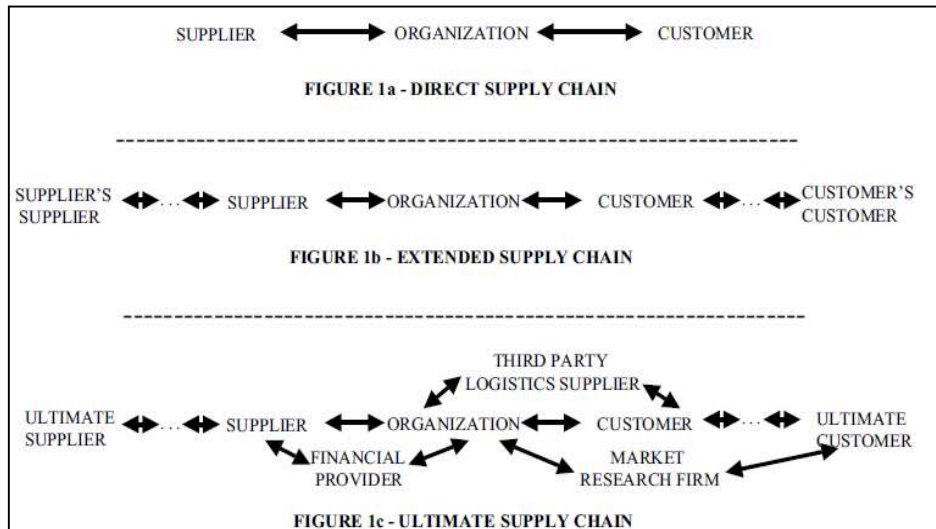 SUPPLIER ORGANIZATION CUSTOMER
FIGURE 1a - DIRECT SUPPLY CHAIN
SUPPLIER'S SUPPLIER ... SUPPLIER ORGANIZATION CUSTOMER ... CUSTOMER'S CUSTOMER
FIGURE 1b - EXTENDED SUPPLY CHAIN
THIRD PARTY
LOGISTICS SUPPLIER
ULTIMATE SUPPLIER ... SUPPLIER ORGANIZATION CUSTOMER ... ULTIMATE CUSTOMER
FINANCIAL PROVIDER
MARKET RESEARCH FIRM
FIGURE 1c - ULTIMATE SUPPLY CHAIN